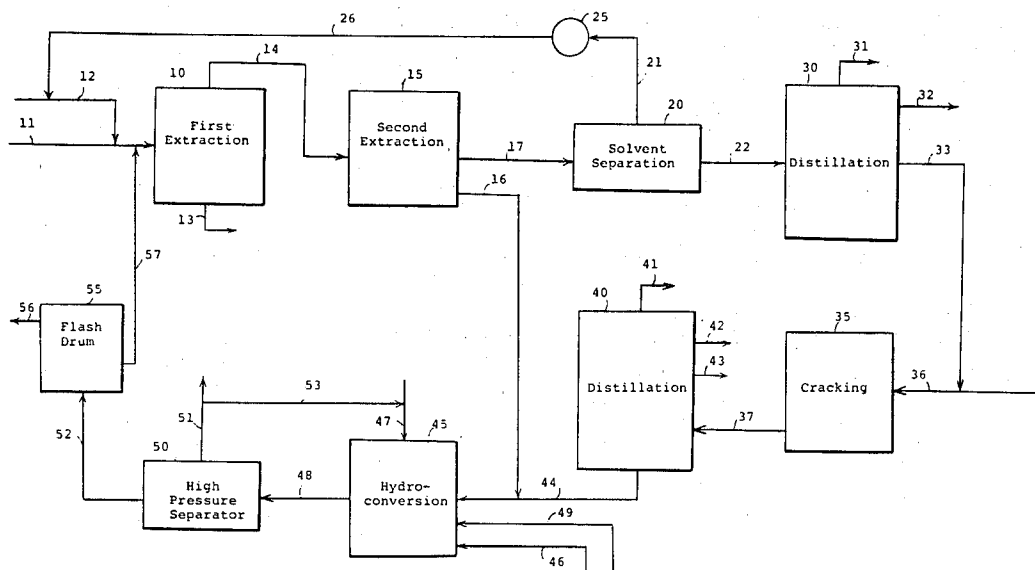 26
25
14
12
10
15
21
20
30
31
32
11
First
Extraction
Second
Extraction
17
Solvent
Separation
22
Distillation
33
16
13
57
55
56
Flash
Drum
41
40
42
43
35
Distillation
Cracking
36
37
53
51
47
45
52
50
High
Pressure
Separator
48
Hydro-
conversion
44
49
46